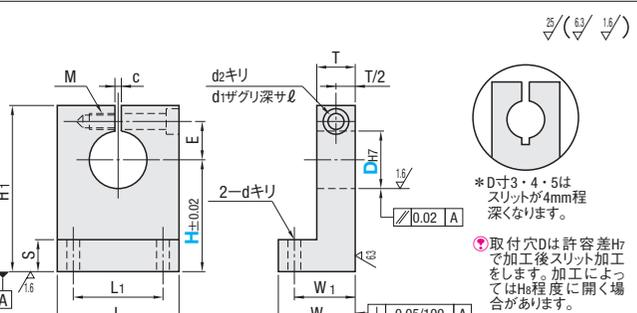 25/(6.3/ 1.6/)
M
c
T
T/2
d2キリ
d1ザグリ深サℓ
E
H1
H±0.02
DH7
1.6
// 0.02 A
2-dキリ
S
L1
W1
6.3
1.6
A
L
W
⊥ 0.05/100 A
*D寸3・4・5は
スリットが4mm程
深くなります。
取付穴Dは許容差H7
で加工後スリット加工
をします。加工によっ
てはH8程度に開く場
合があります。